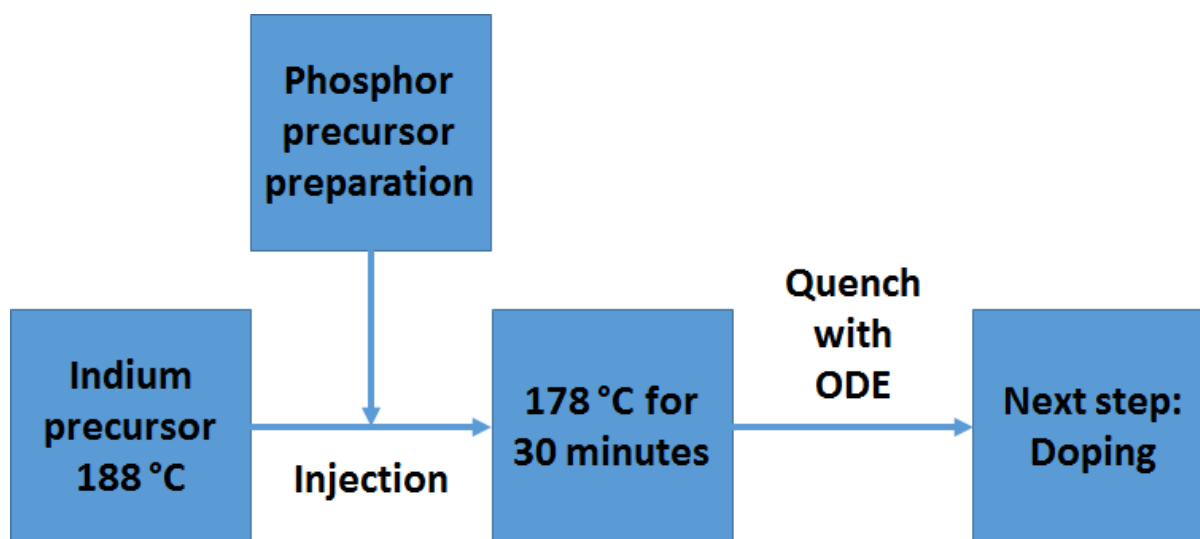 Phosphor
precursor
preparation
Indium
precursor
188 °C
Injection
178 °C for
30 minutes
Quench
with
ODE
Next step:
Doping